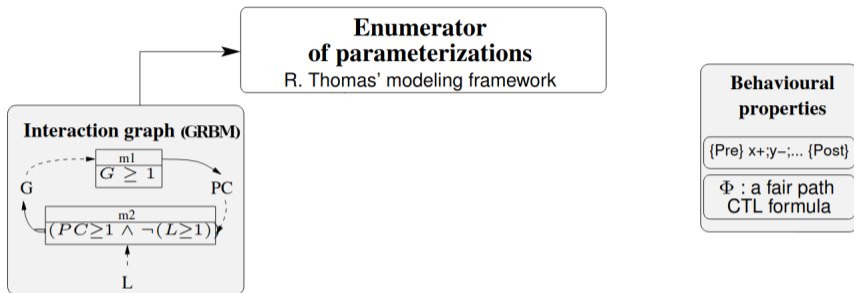 Enumerator
of parameterizations
R. Thomas' modeling framework
Interaction graph (GRBM)
m1
G ≥ 1
G
PC
m2
(PC≥1 ∧ ¬(L≥1))
L
Behavioural
properties
{Pre} x+;y−;... {Post}
Φ : a fair path
CTL formula